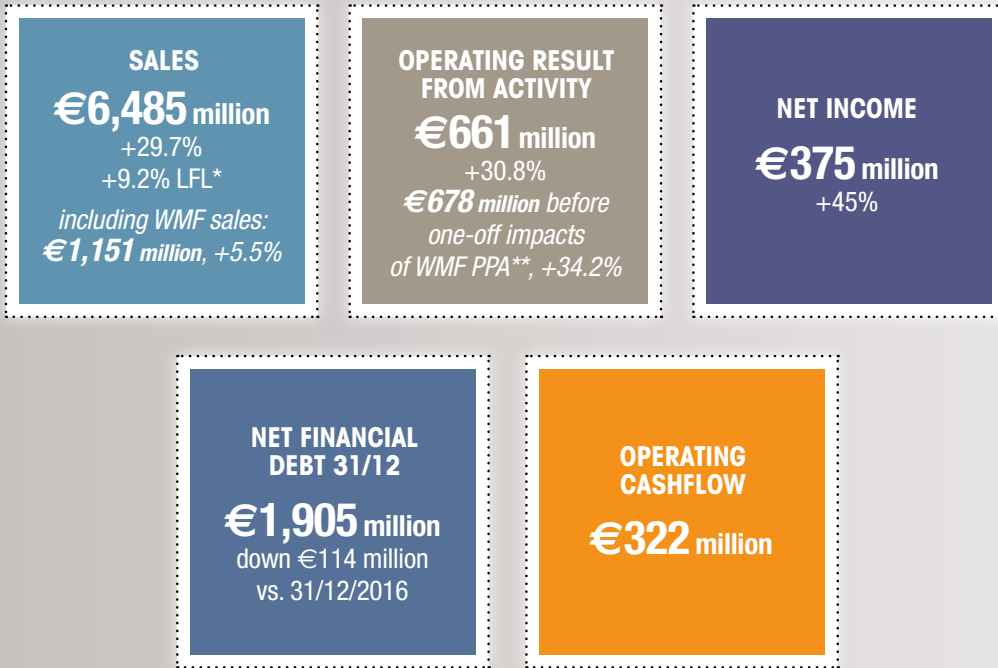 SALES
€6,485 million
+29.7%
+9.2% LFL*
including WMF sales:
€1,151 million, +5.5%
OPERATING RESULT
FROM ACTIVITY
€661 million
+30.8%
€678 million before
one-off impacts
of WMF PPA**, +34.2%
NET INCOME
€375 million
+45%
NET FINANCIAL
DEBT 31/12
€1,905 million
down €114 million
vs. 31/12/2016
OPERATING
CASHFLOW
€322 million